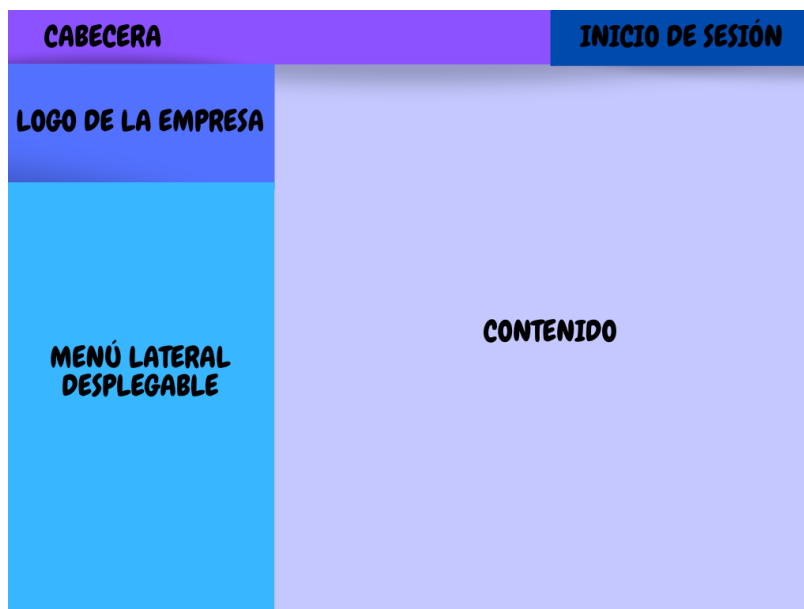 CABECERA
INICIO DE SESIÓN
LOGO DE LA EMPRESA
MENÚ LATERAL
DESPLEGABLE
CONTENIDO